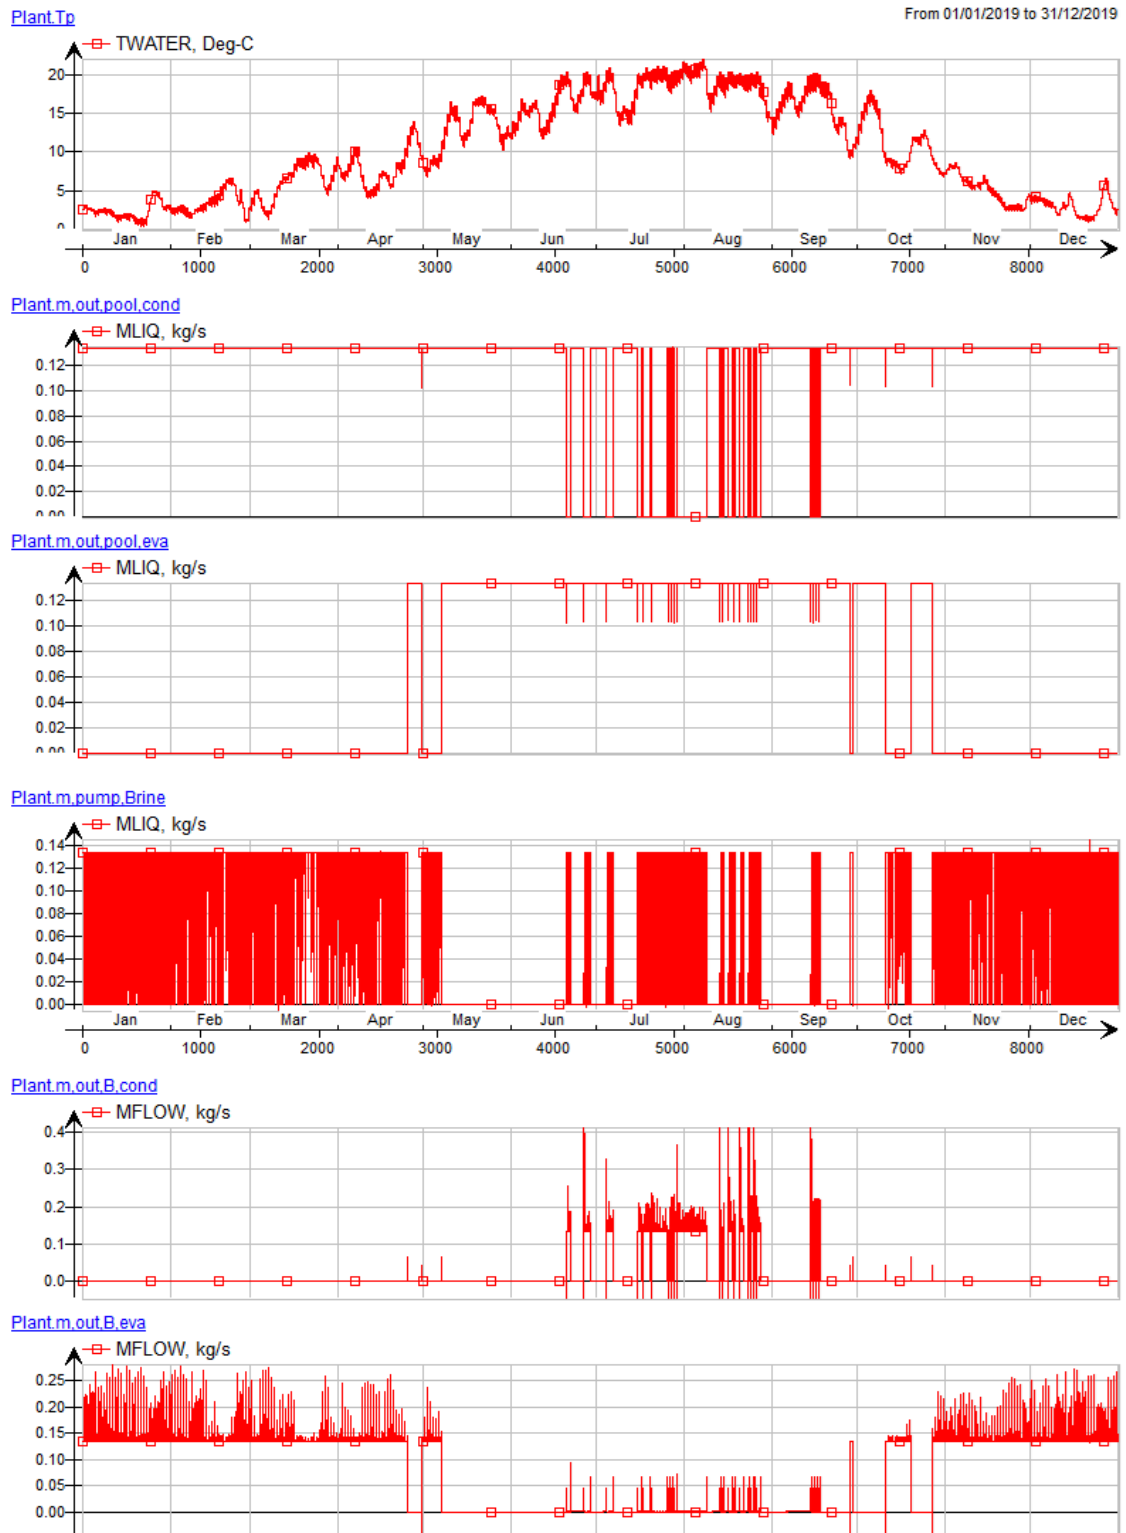 Plant.Tp
From 01/01/2019 to 31/12/2019
TWATER, Deg-C
20
15
10
5
Jan Feb Mar Apr May Jun Jul Aug Sep Oct Nov Dec
0 1000 2000 3000 4000 5000 6000 7000 8000
Plant.m,out,pool,cond
MLIQ, kg/s
0.12
0.10
0.08
0.06
0.04
0.02
0.00
Plant.m,out,pool,eva
MLIQ, kg/s
0.12
0.10
0.08
0.06
0.04
0.02
0.00
Plant.m,pump,Brine
MLIQ, kg/s
0.14
0.12
0.10
0.08
0.06
0.04
0.02
0.00
Jan Feb Mar Apr May Jun Jul Aug Sep Oct Nov Dec
0 1000 2000 3000 4000 5000 6000 7000 8000
Plant.m,out,B,cond
MFLOW, kg/s
0.4
0.3
0.2
0.1
0.0
Plant.m,out,B,eva
MFLOW, kg/s
0.25
0.20
0.15
0.10
0.05
0.00